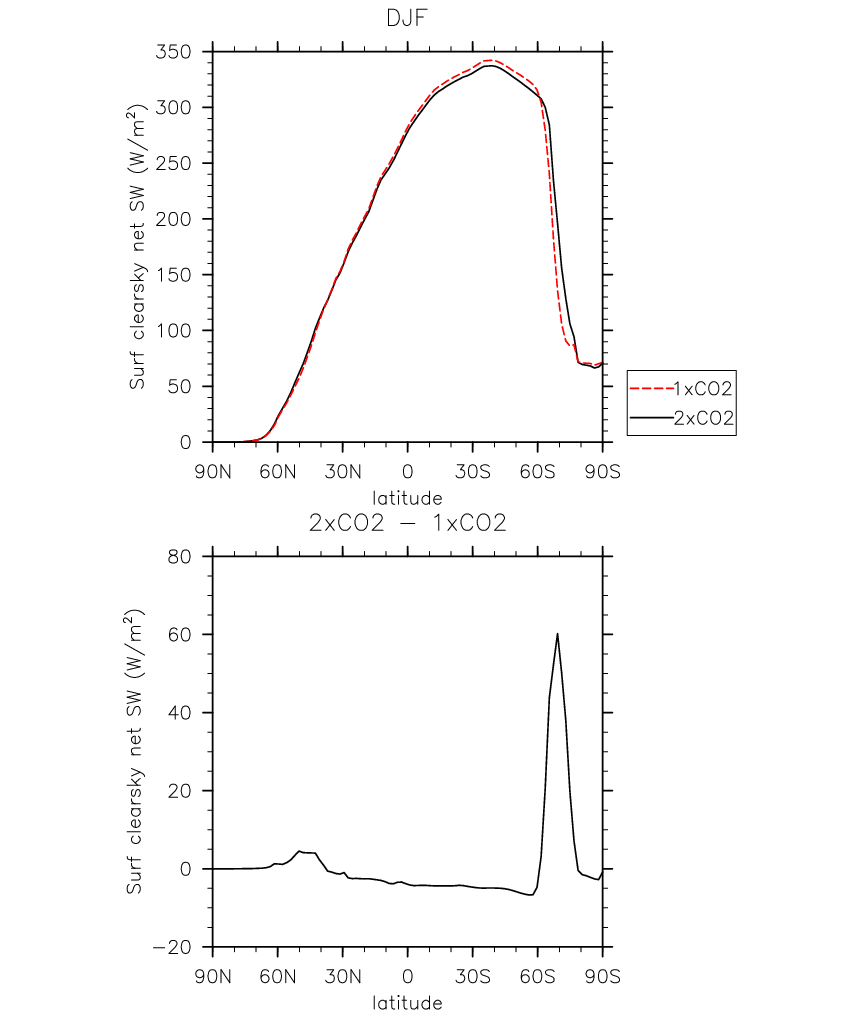 DJF
Surf clearsky net SW (W/m²)
350
300
250
200
150
100
50
0
90N 60N 30N 0 30S 60S 90S
latitude
1xCO2
2xCO2
2xCO2 − 1xCO2
Surf clearsky net SW (W/m²)
80
60
40
20
0
−20
90N 60N 30N 0 30S 60S 90S
latitude